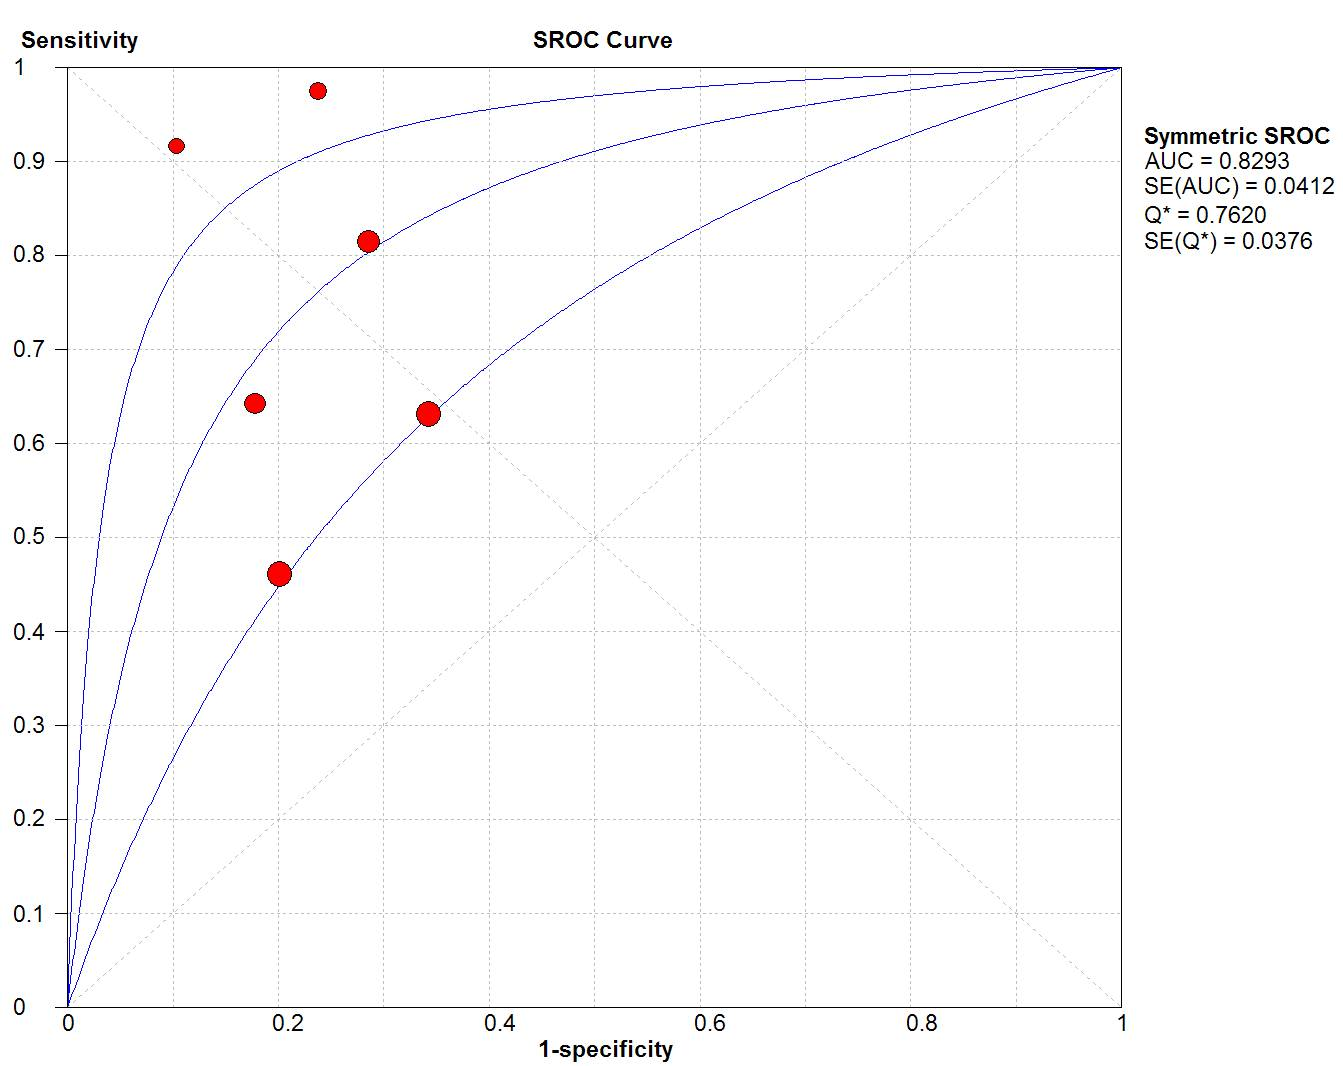 Sensitivity
SROC Curve
1
0.9
0.8
0.7
0.6
0.5
0.4
0.3
0.2
0.1
0
0 0.2 0.4 0.6 0.8 1
1-specificity
Symmetric SROC
AUC = 0.8293
SE(AUC) = 0.0412
Q* = 0.7620
SE(Q*) = 0.0376